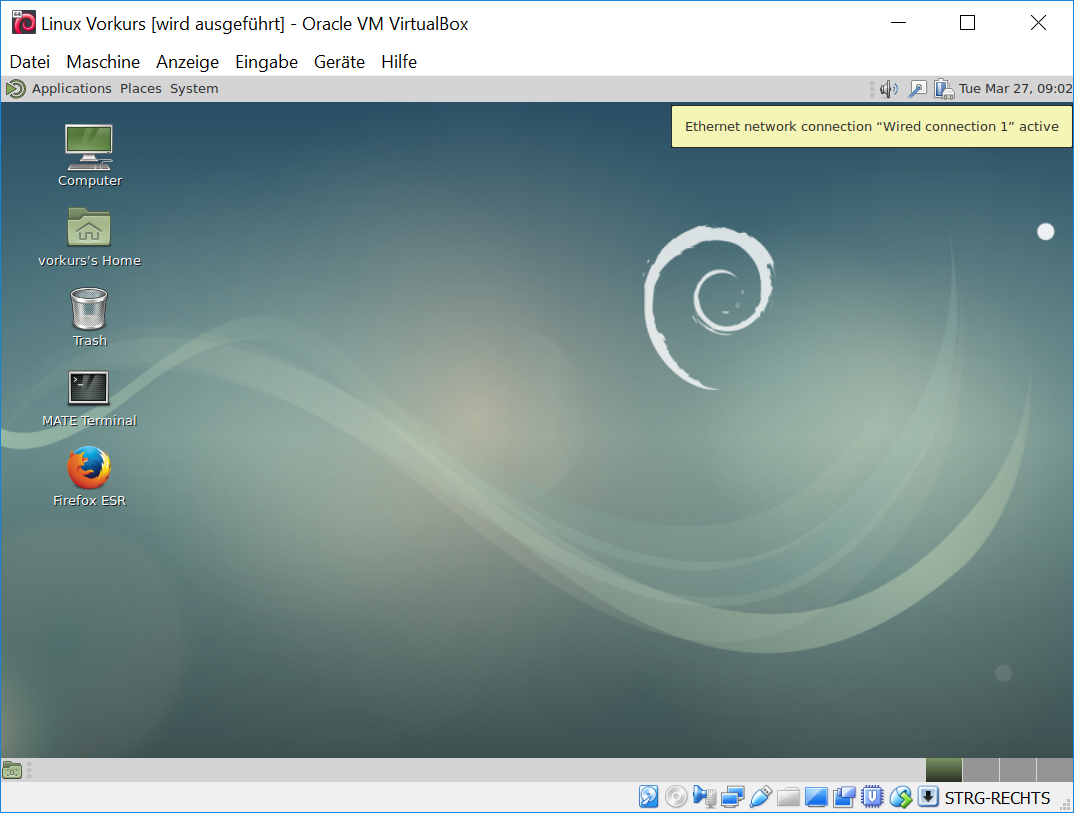 Linux Vorkurs [wird ausgeführt] - Oracle VM VirtualBox
Datei Maschine Anzeige Eingabe Geräte Hilfe
Applications Places System Tue Mar 27, 09:02
Ethernet network connection “Wired connection 1” active
Computer
vorkurs's Home
Trash
MATE Terminal
Firefox ESR
STRG-RECHTS